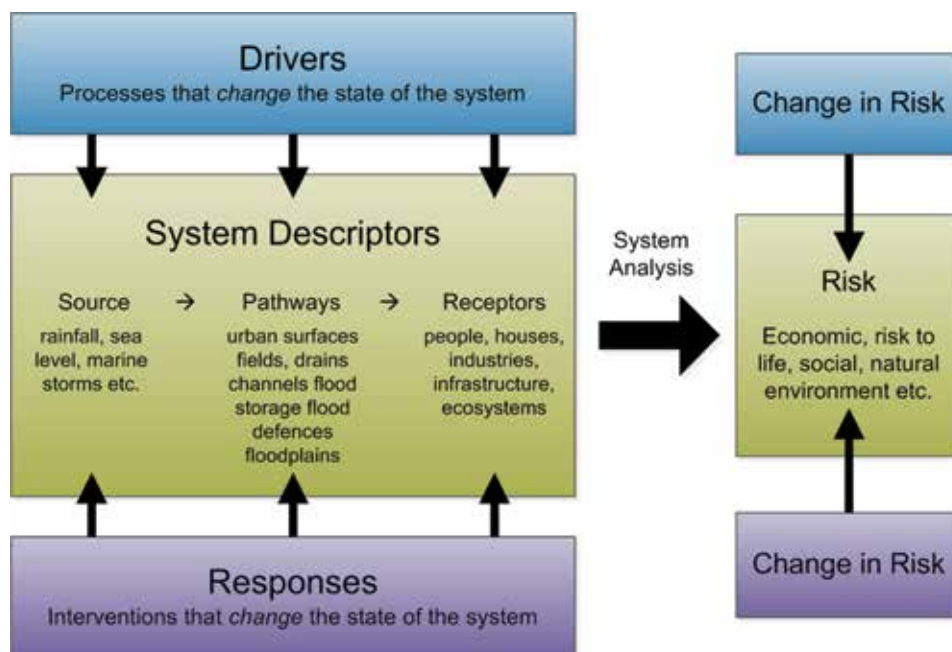 Drivers
Processes that change the state of the system
System Descriptors
Source → Pathways → Receptors
rainfall, sea
level, marine
storms etc.
urban surfaces
fields, drains
channels flood
storage flood
defences
floodplains
people, houses,
industries,
infrastructure,
ecosystems
Responses
Interventions that change the state of the system
System
Analysis
Change in Risk
Risk
Economic, risk to
life, social, natural
environment etc.
Change in Risk